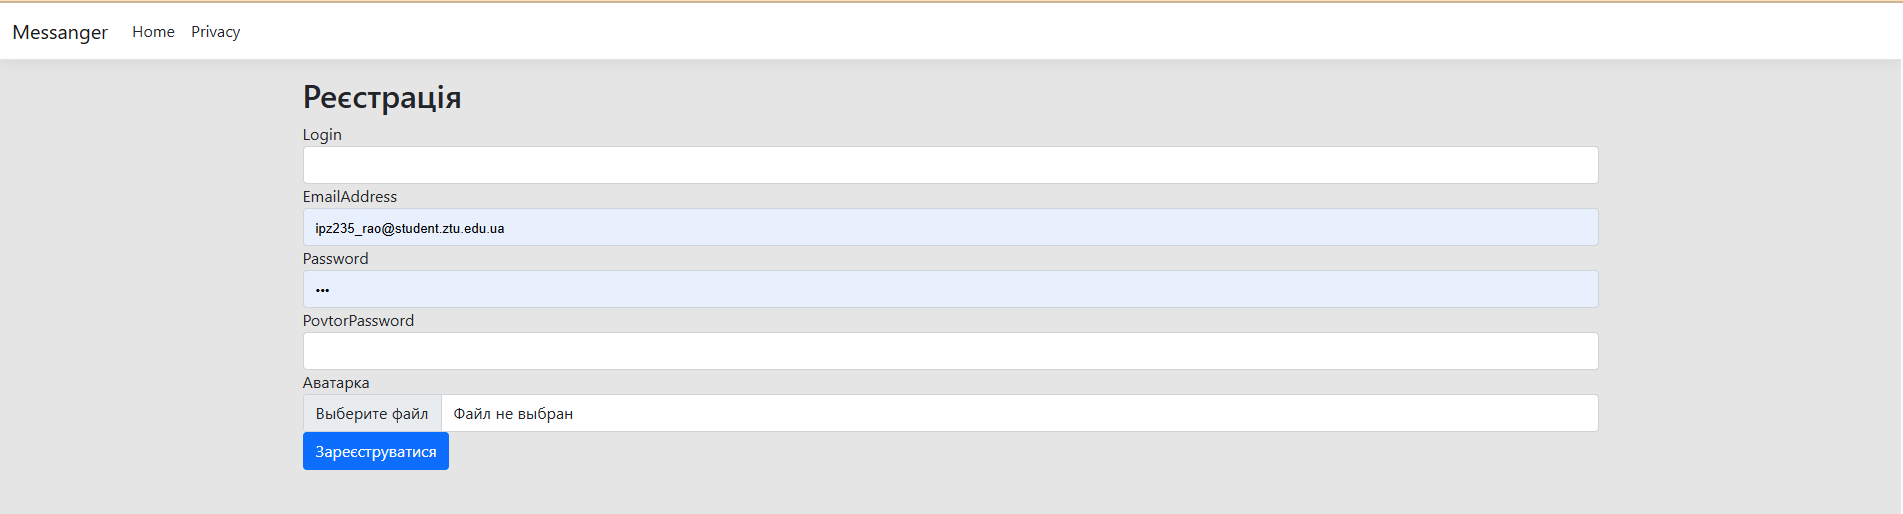 Messanger Home Privacy
Реєстрація
Login
EmailAddress
ipz235_rao@student.ztu.edu.ua
Password
•••
PovtorPassword
Аватарка
Выберите файл Файл не выбран
Зареєструватися